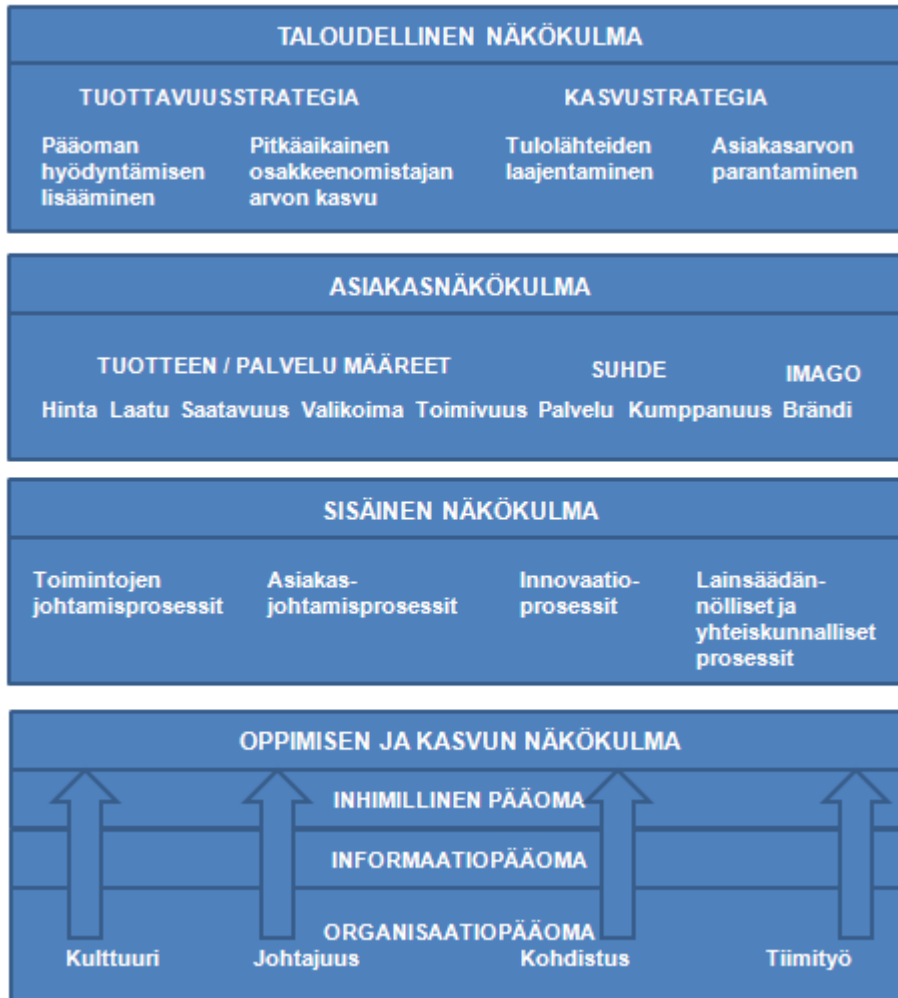 TALOUDELLINEN NÄKÖKULMA
TUOTTAVUUSSTRATEGIA
KASVUSTRATEGIA
Pääoman
hyödyntämisen
lisääminen
Pitkäaikainen
osakkeenomistajan
arvon kasvu
Tulolähteiden
laajentaminen
Asiakasarvon
parantaminen
ASIAKASNÄKÖKULMA
TUOTTEEN / PALVELU MÄÄREET
SUHDE
IMAGO
Hinta Laatu Saatavuus Valikoima Toimivuus Palvelu Kumppanuus Brändi
SISÄINEN NÄKÖKULMA
Toimintojen
johtamisprosessit
Asiakas-
johtamisprosessit
Innovaatio-
prosessit
Lainsäädän-
nölliset ja
yhteiskunnalliset
prosessit
OPPIMISEN JA KASVUN NÄKÖKULMA
INHIMILLINEN PÄÄOMA
INFORMAATIOPÄÄOMA
ORGANISAATIOPÄÄOMA
Kulttuuri
Johtajuus
Kohdistus
Tiimityö